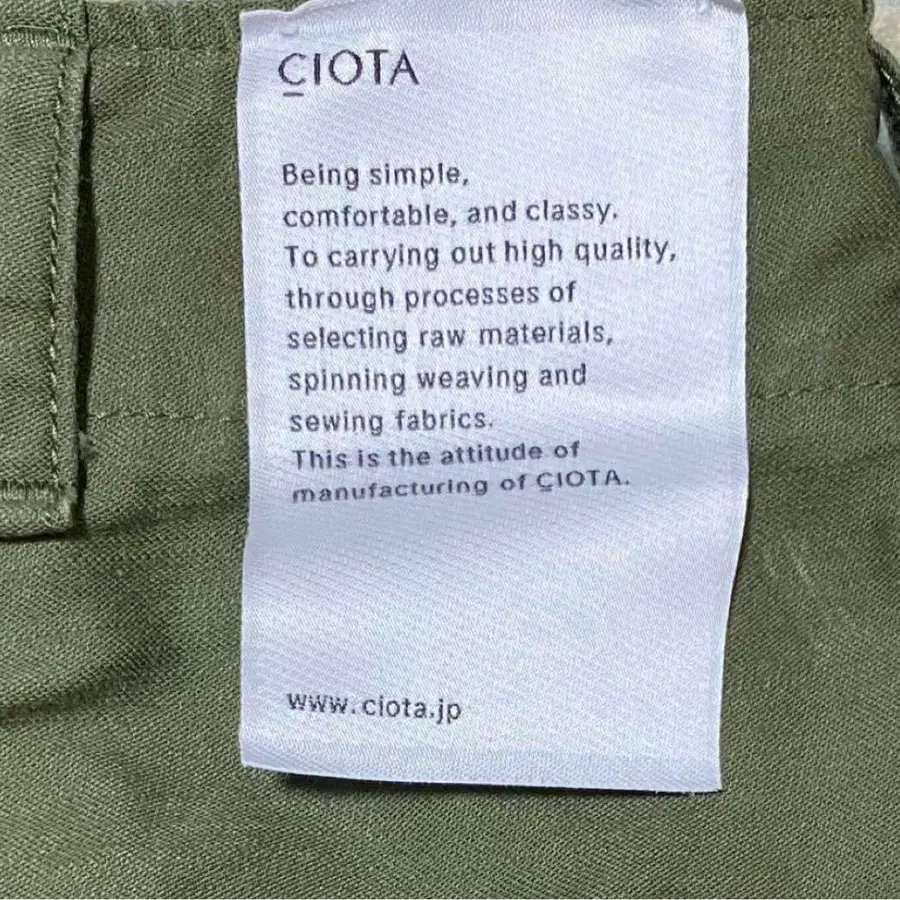 CIOTA
Being simple,
comfortable, and classy.
To carrying out high quality,
through processes of
selecting raw materials,
spinning weaving and
sewing fabrics.
This is the attitude of
manufacturing of CIOTA.
www.ciota.jp